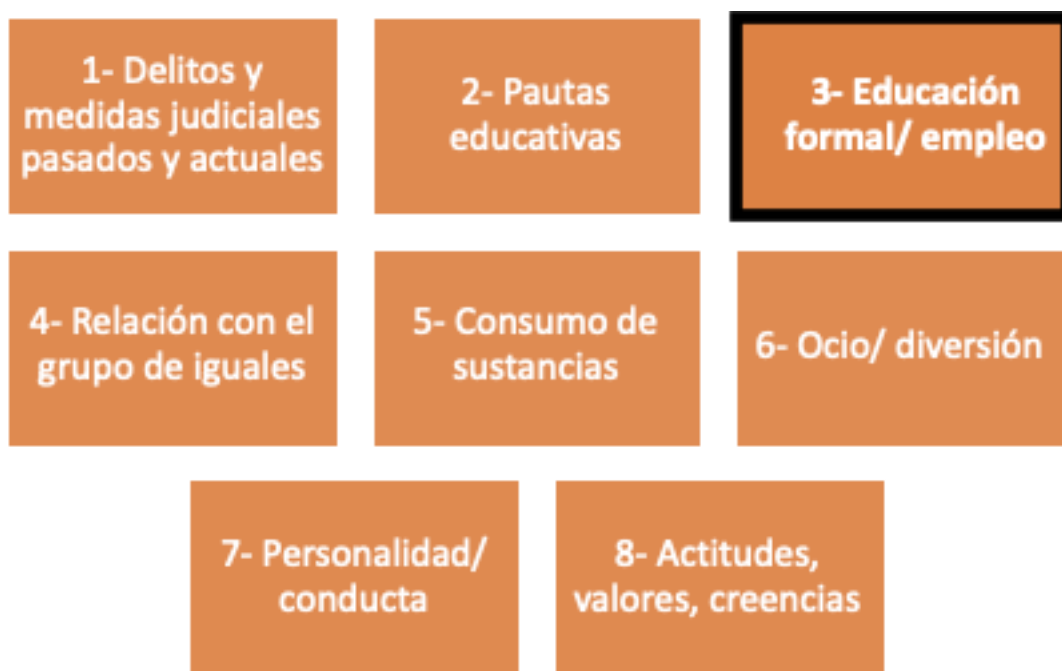 1- Delitos y
medidas judiciales
pasados y actuales
2- Pautas
educativas
3- Educación
formal/ empleo
4- Relación con el
grupo de iguales
5- Consumo de
sustancias
6- Ocio/ diversión
7- Personalidad/
conducta
8- Actitudes,
valores, creencias